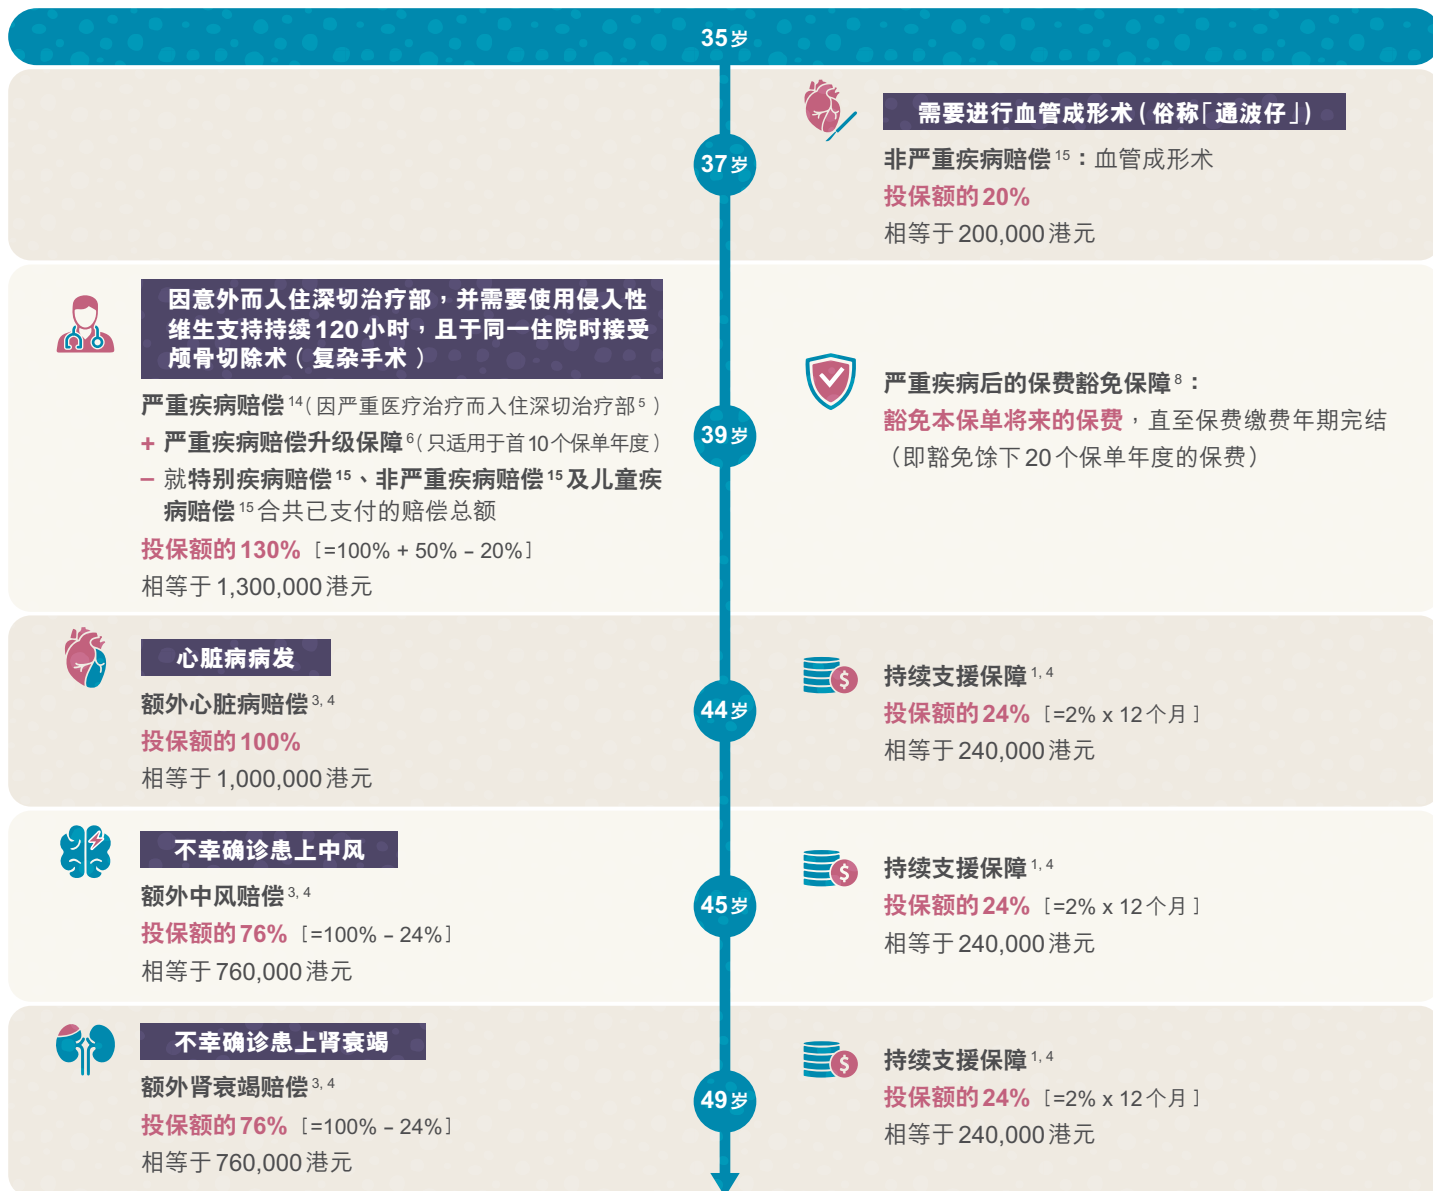 35岁
37岁
需要进行血管成形术(俗称「通波仔」)
非严重疾病赔偿15：血管成形术
投保额的20%
相等于200,000港元
因意外而入住深切治疗部，并需要使用侵入性
维生支持持续120小时，且于同一住院时接受
颅骨切除术（复杂手术）
严重疾病赔偿14(因严重医疗治疗而入住深切治疗部5)
+ 严重疾病赔偿升级保障6(只适用于首10个保单年度)
– 就特别疾病赔偿15、非严重疾病赔偿15及儿童疾
病赔偿15合共已支付的赔偿总额
投保额的130% [=100% + 50% – 20%]
相等于1,300,000港元
39岁
严重疾病后的保费豁免保障8：
豁免本保单将来的保费，直至保费缴费年期完结
（即豁免馀下20个保单年度的保费）
心脏病病发
额外心脏病赔偿3, 4
投保额的100%
相等于1,000,000港元
44岁
持续支援保障1, 4
投保额的24% [=2% x 12个月]
相等于240,000港元
不幸确诊患上中风
额外中风赔偿3, 4
投保额的76% [=100% – 24%]
相等于760,000港元
45岁
持续支援保障1, 4
投保额的24% [=2% x 12个月]
相等于240,000港元
不幸确诊患上肾衰竭
额外肾衰竭赔偿3, 4
投保额的76% [=100% – 24%]
相等于760,000港元
49岁
持续支援保障1, 4
投保额的24% [=2% x 12个月]
相等于240,000港元